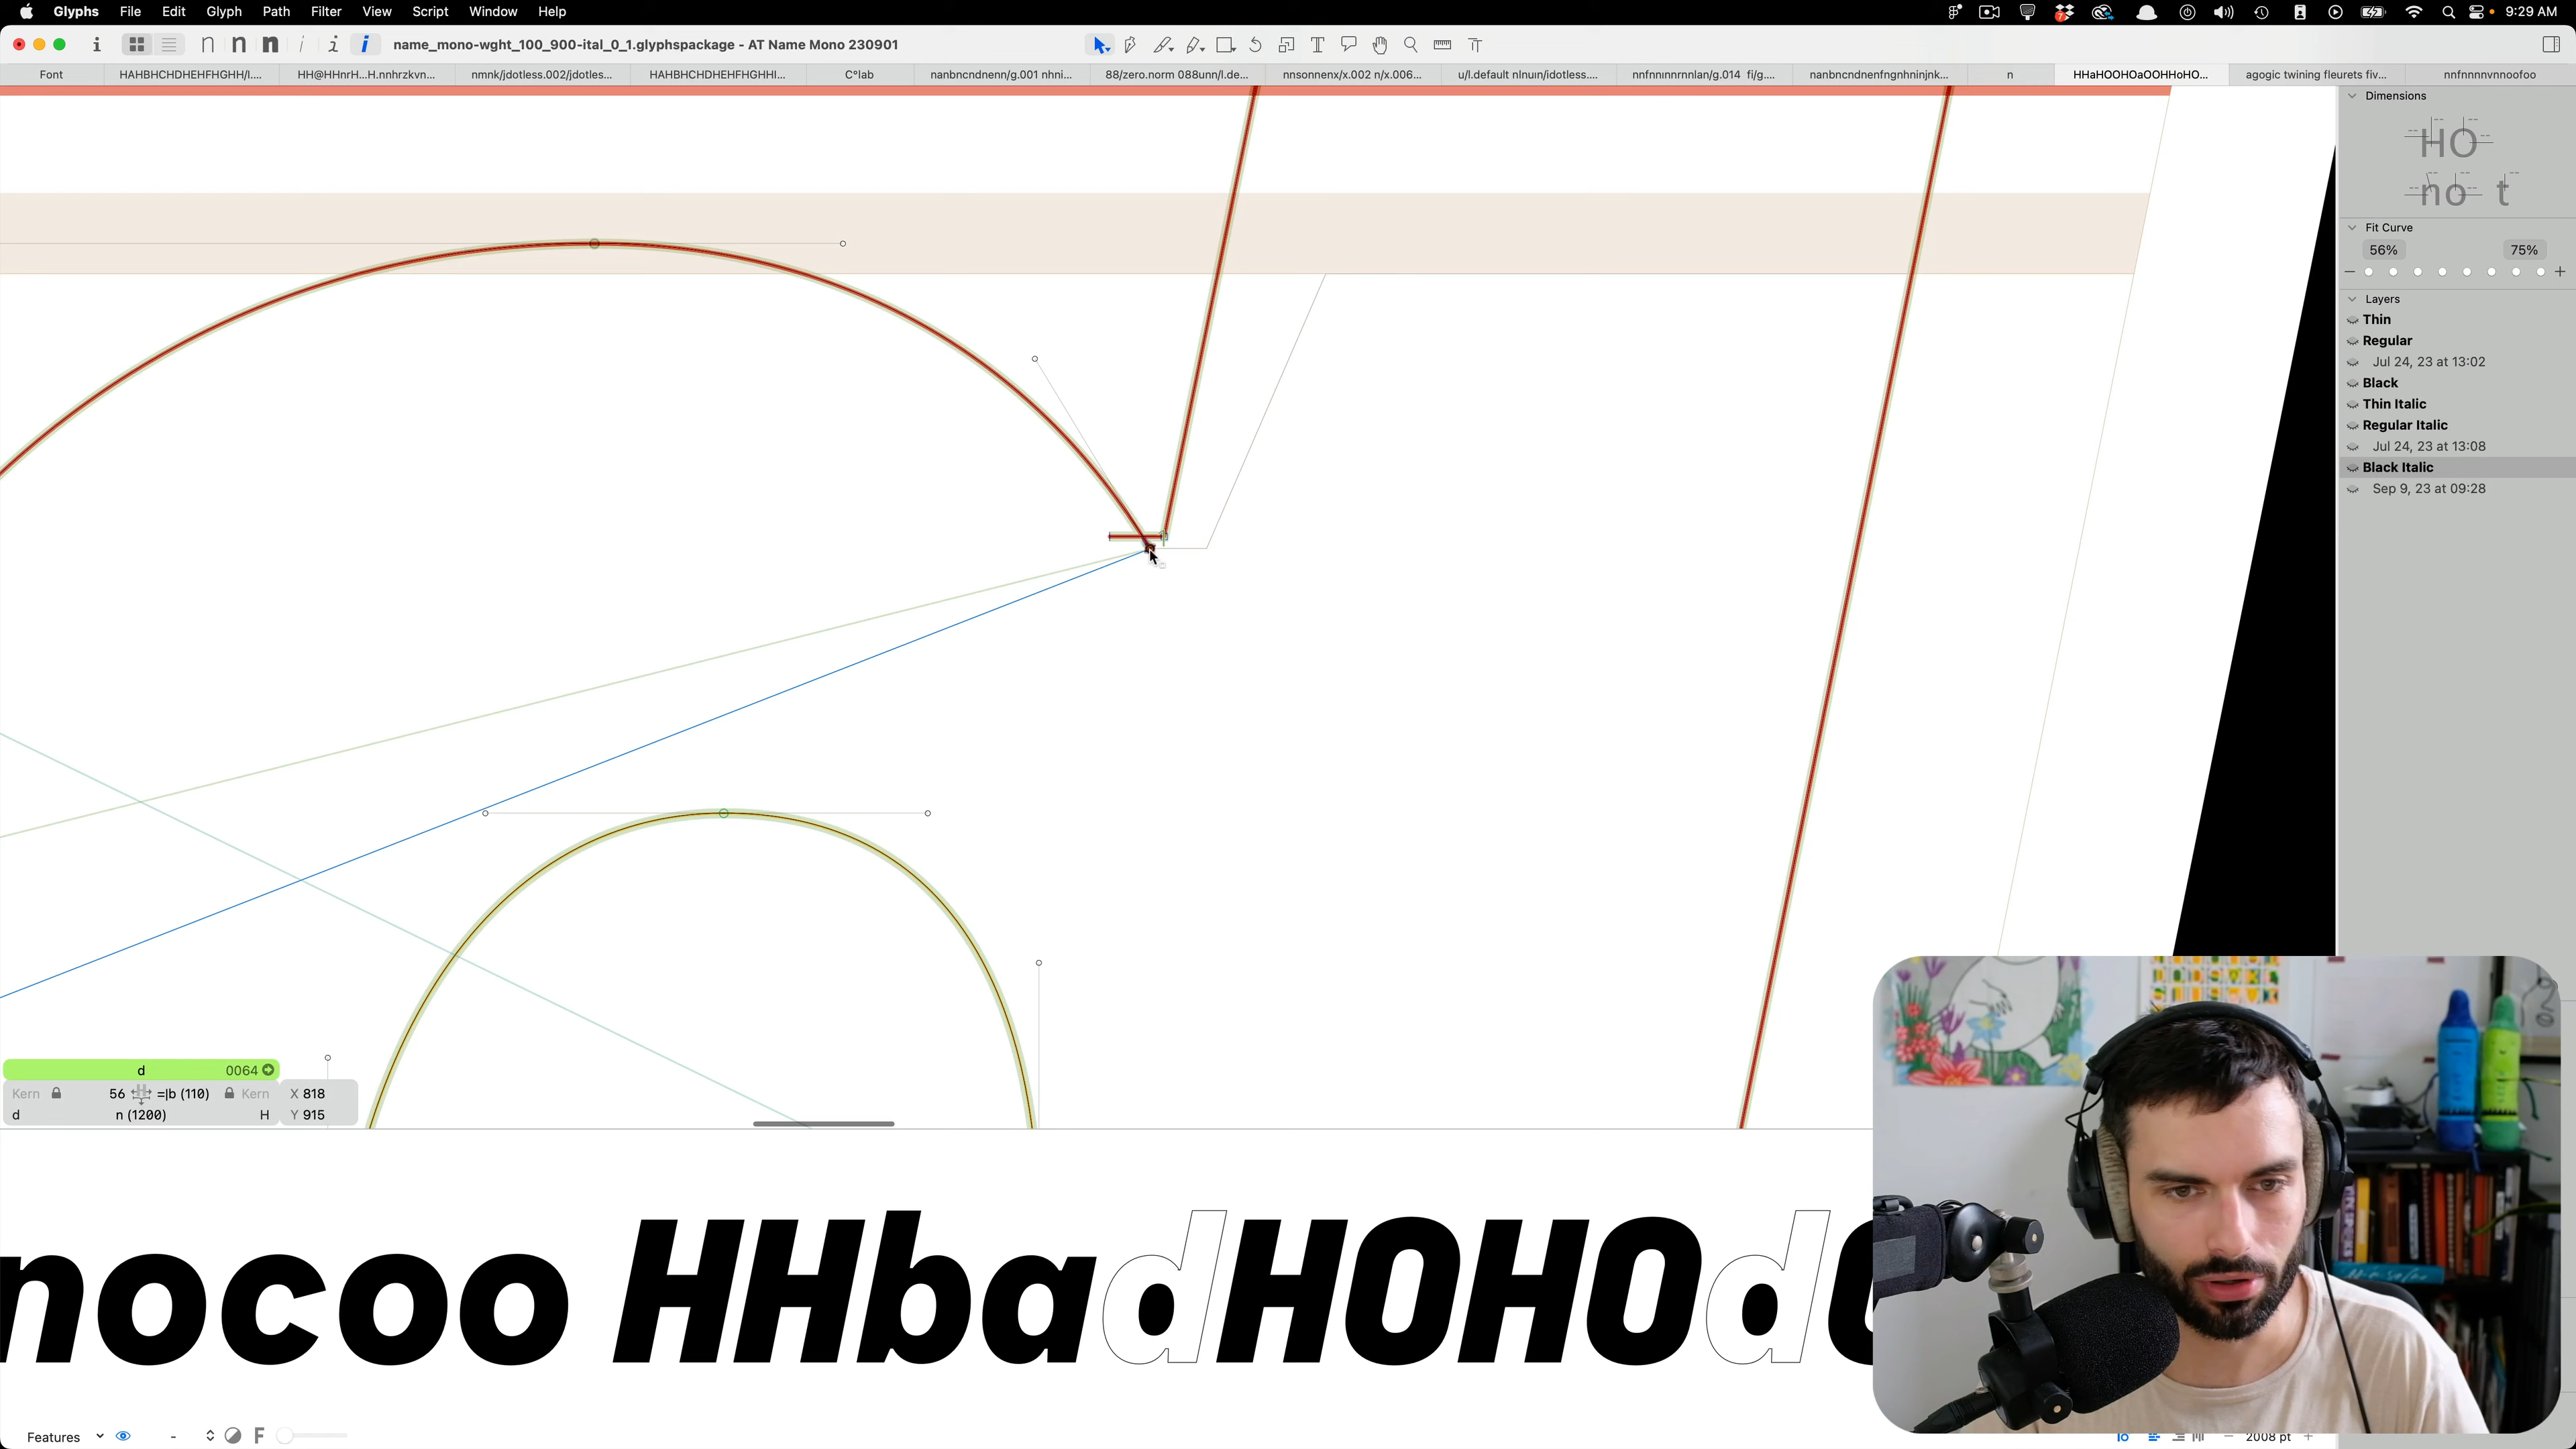 Glyphs File Edit Glyph Path Filter View Script Window Help 9:29 AM
name_mono-wght_100_900-ital_0_1.glyphspackage - AT Name Mono 230901
Font HAHBHCHDHEHFHGHH/l.... HH@HHnrH...H.nnhrzkvn... nmnk/jdotless.002/jdotles... HAHBHCHDHEHFHGHHI... C°lab nanbncndnenn/g.001 nhni... 88/zero.norm 088unn/l.de... nnsonnenx/x.002 n/x.006... u/l.default nlnuın/idotless.... nnfnnınnrnnlan/g.014 fi/g.... nanbncndnenfngnhninjnk... n HHaHOOHOaOOHHoHO... agogic twining fleurets fiv... nnfnnnnvnnoofoo
Dimensions
HO
no t
Fit Curve
56% 75%
Layers
Thin
Regular
Jul 24, 23 at 13:02
Black
Thin Italic
Regular Italic
Jul 24, 23 at 13:08
Black Italic
Sep 9, 23 at 09:28
d 0064
Kern 56 =|b (110) Kern X 818
d n (1200) H Y 915
nocoo HHbadHOHOd
Features - F 2008 pt